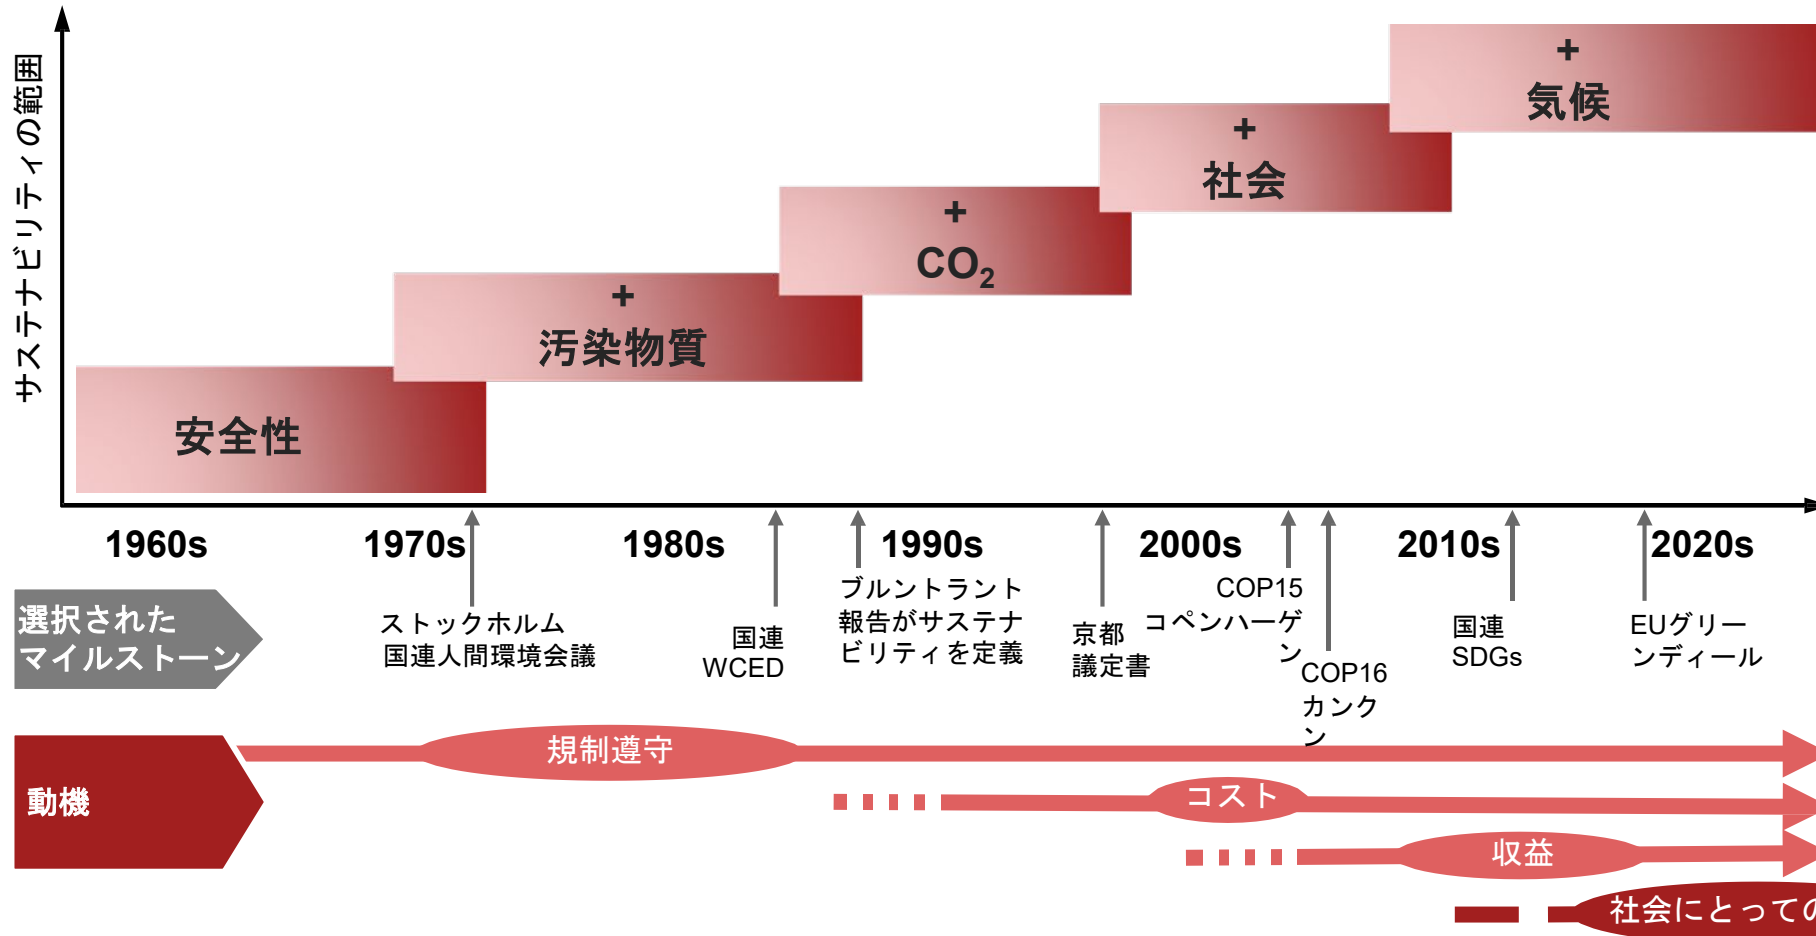 サステナビリティの範囲
+
気候
+
社会
+
CO₂
+
汚染物質
安全性
1960s 1970s 1980s 1990s 2000s 2010s 2020s
選択された
マイルストーン
ストックホルム
国連人間環境会議
国連
WCED
ブルントラント
報告がサステナ
ビリティを定義
京都
議定書
COP15
コペンハーゲ
ン
COP16
カンク
ン
国連
SDGs
EUグリー
ンディール
動機
規制遵守
コスト
収益
社会にとっての